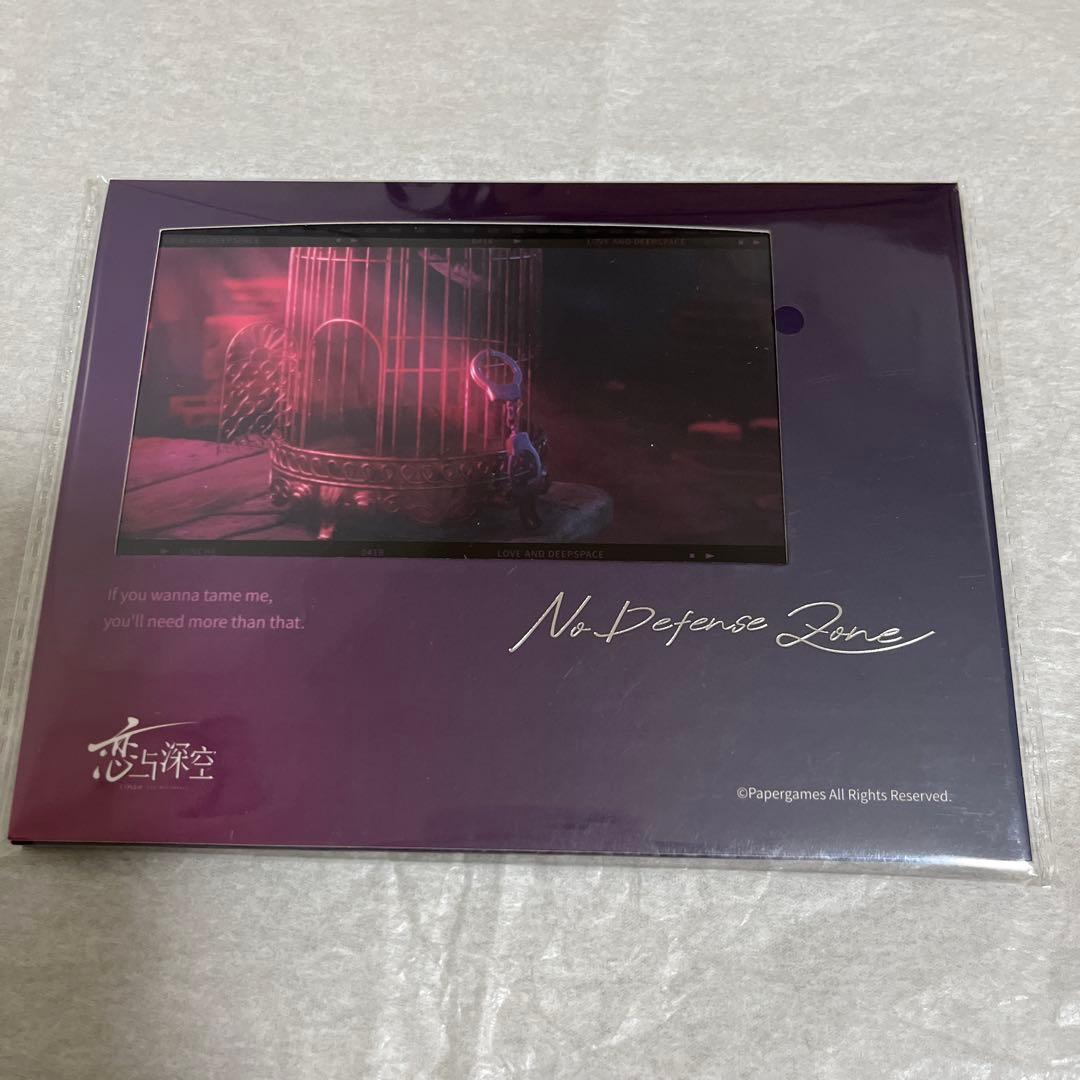 LOVE AND DEEPSPACE
0418
LOVE AND DEEPSPACE
If you wanna tame me,
you'll need more than that.
No Defense Zone
恋与深空
©Papergames All Rights Reserved.